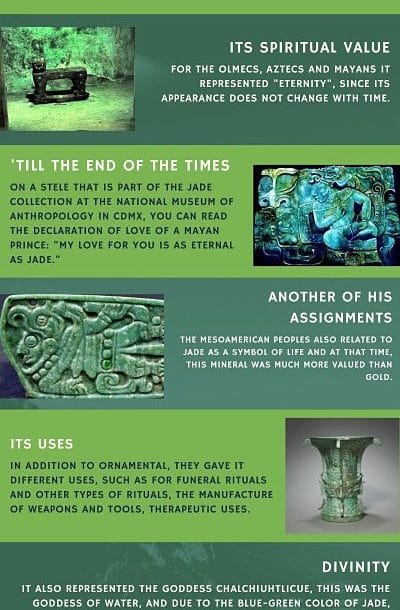 ITS SPIRITUAL VALUE
FOR THE OLMECS, AZTECS AND MAYANS IT
REPRESENTED "ETERNITY", SINCE ITS
APPEARANCE DOES NOT CHANGE WITH TIME.
'TILL THE END OF THE TIMES
ON A STELE THAT IS PART OF THE JADE
COLLECTION AT THE NATIONAL MUSEUM OF
ANTHROPOLOGY IN CDMX, YOU CAN READ
THE DECLARATION OF LOVE OF A MAYAN
PRINCE: "MY LOVE FOR YOU IS AS ETERNAL
AS JADE."
ANOTHER OF HIS
ASSIGNMENTS
THE MESOAMERICAN PEOPLES ALSO RELATED TO
JADE AS A SYMBOL OF LIFE AND AT THAT TIME,
THIS MINERAL WAS MUCH MORE VALUED THAN
GOLD.
ITS USES
IN ADDITION TO ORNAMENTAL, THEY GAVE IT
DIFFERENT USES, SUCH AS FOR FUNERAL RITUALS
AND OTHER TYPES OF RITUALS, THE MANUFACTURE
OF WEAPONS AND TOOLS, THERAPEUTIC USES.
DIVINITY
IT ALSO REPRESENTED THE GODDESS CHALCHIUHTLICUE, THIS WAS THE
GODDESS OF WATER, AND DUE TO THE BLUE-GREEN COLOR OF JADE,